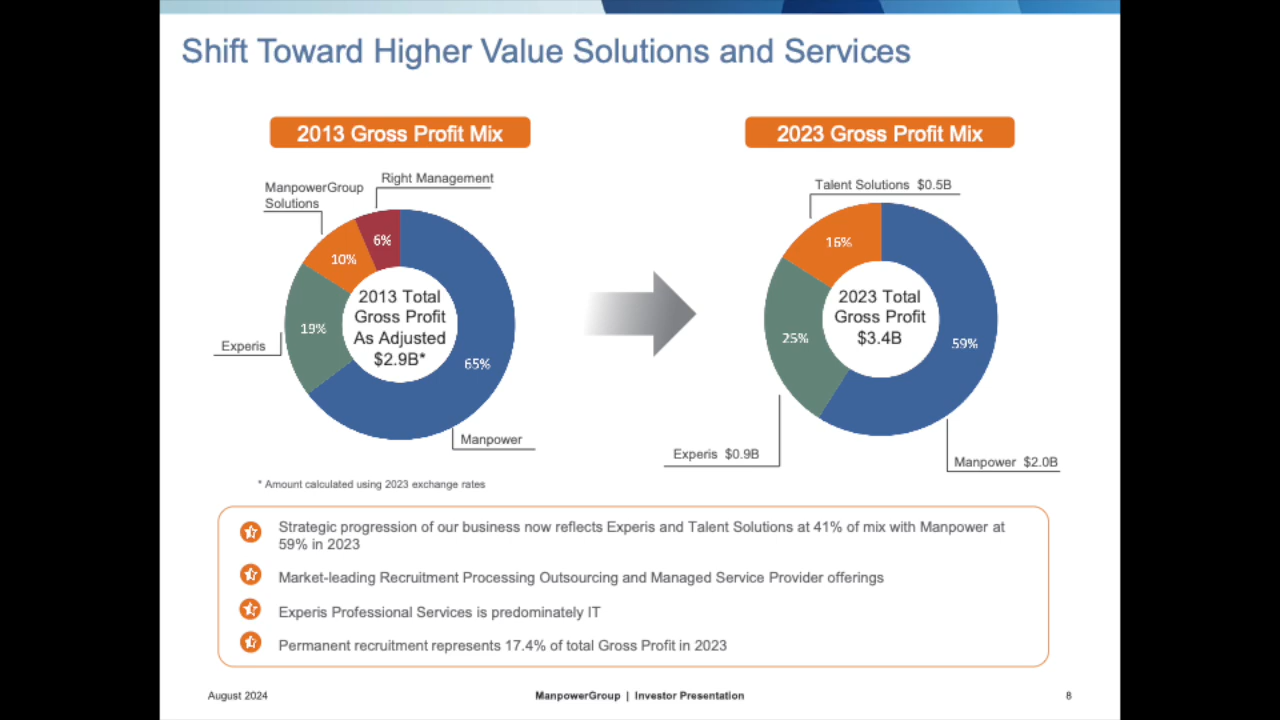 Shift Toward Higher Value Solutions and Services
2013 Gross Profit Mix
ManpowerGroup
Solutions
Right Management
6%
10%
19%
65%
2013 Total
Gross Profit
As Adjusted
$2.9B*
Experis
Manpower
* Amount calculated using 2023 exchange rates
2023 Gross Profit Mix
Talent Solutions $0.5B
16%
25%
59%
2023 Total
Gross Profit
$3.4B
Experis $0.9B
Manpower $2.0B
Strategic progression of our business now reflects Experis and Talent Solutions at 41% of mix with Manpower at
59% in 2023
Market-leading Recruitment Processing Outsourcing and Managed Service Provider offerings
Experis Professional Services is predominately IT
Permanent recruitment represents 17.4% of total Gross Profit in 2023
August 2024
ManpowerGroup | Investor Presentation
8